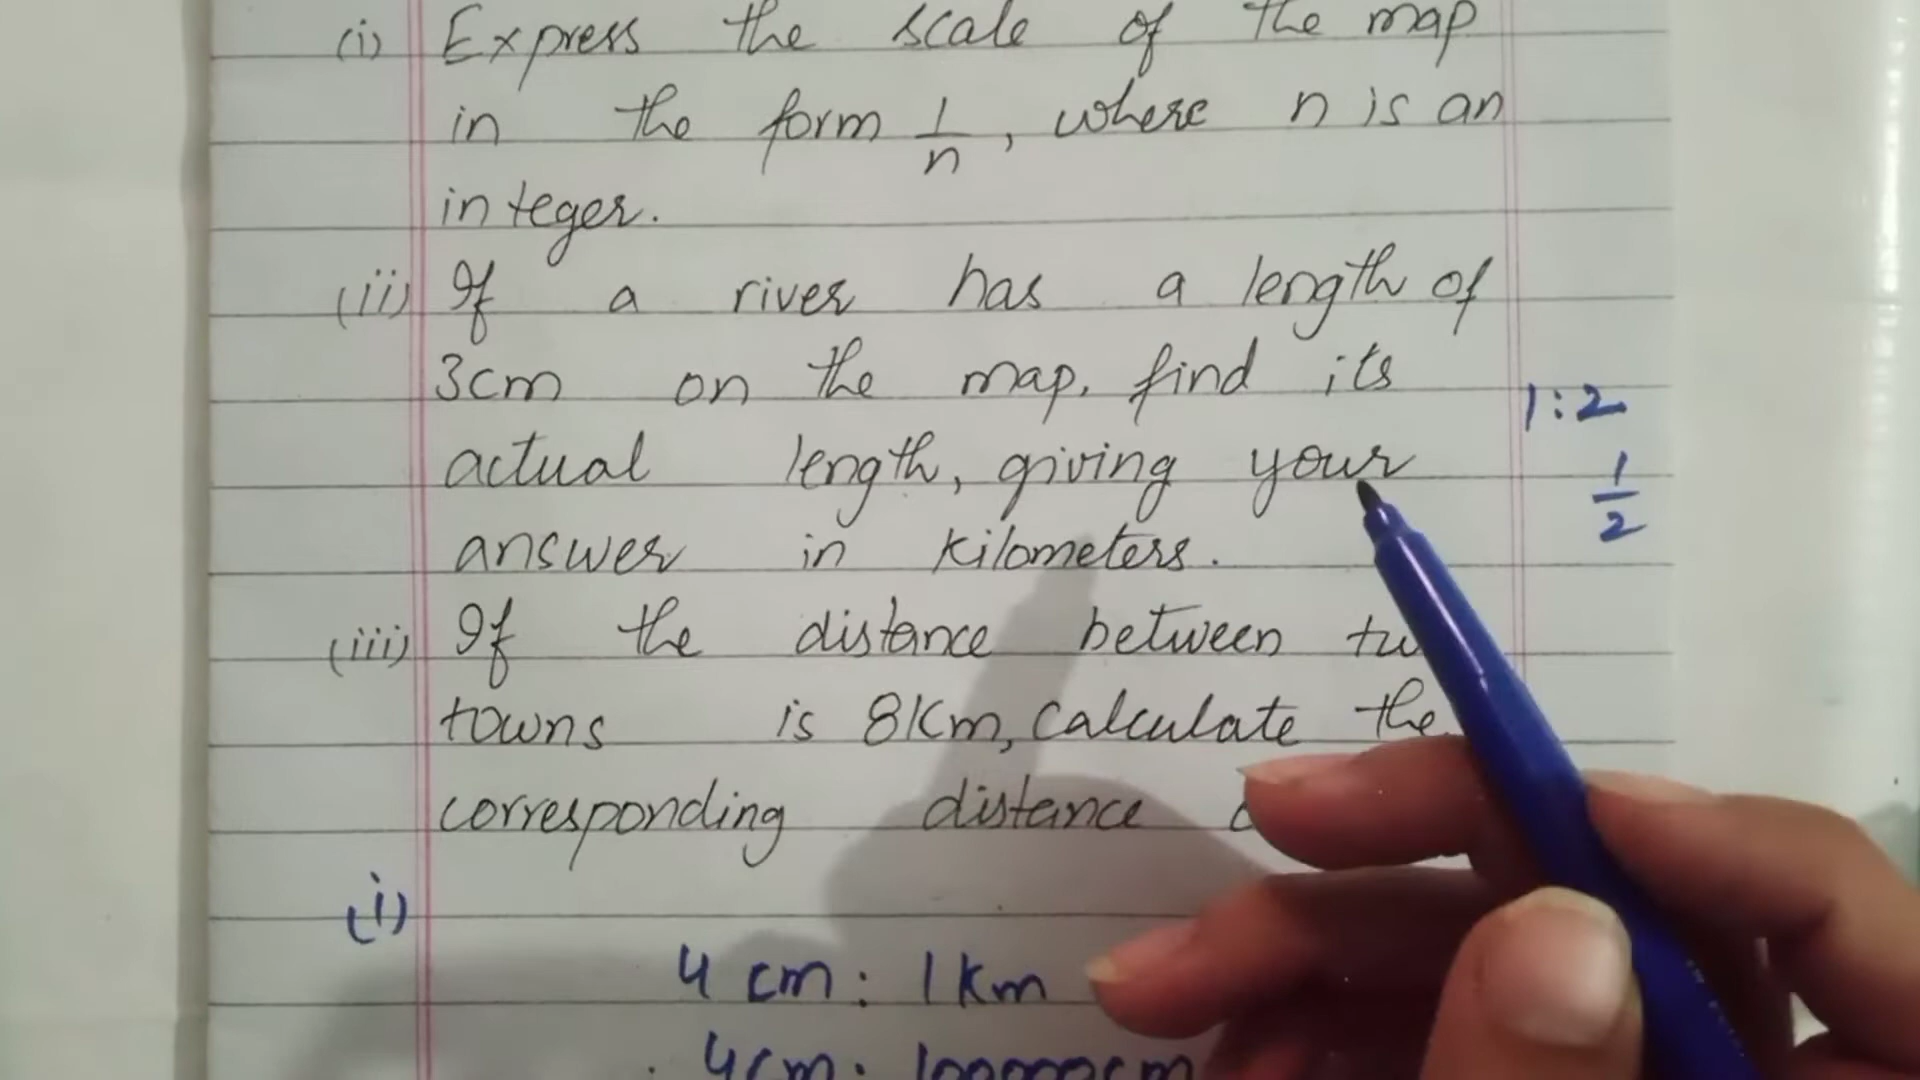 (i) Express the scale of the map
in the form 1/n, where n is an
integer.
(ii) If a river has a length of
3cm on the map, find its
1:2
actual length, giving your
1/2
answer in kilometers.
(iii) If the distance between
towns is 8Km, calculate the
corresponding distance
(i)
4 cm : 1 Km
4cm : 100000cm